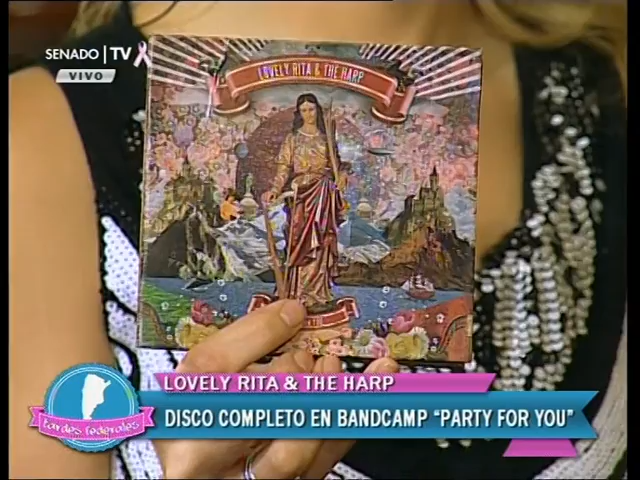 SENADO | TV
VIVO
LOVELY RITA & THE HARP
LOVELY RITA & THE HARP
DISCO COMPLETO EN BANDCAMP "PARTY FOR YOU"
tardes federales